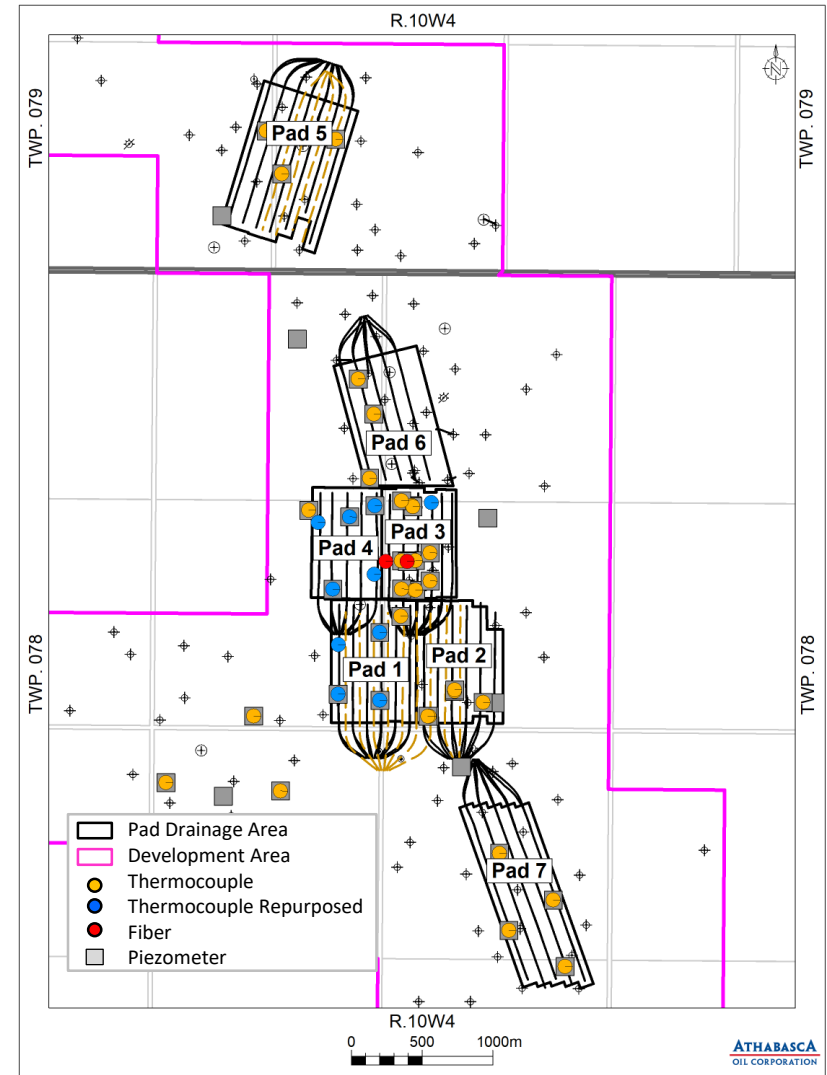 R.10W4
TWP. 079
TWP. 079
Pad 5
Pad 6
Pad 3
Pad 4
Pad 2
Pad 1
TWP. 078
TWP. 078
Pad 7
Pad Drainage Area
Development Area
Thermocouple
Thermocouple Repurposed
Fiber
Piezometer
R.10W4
0 500 1000m
N
ATHABASCA
OIL CORPORATION